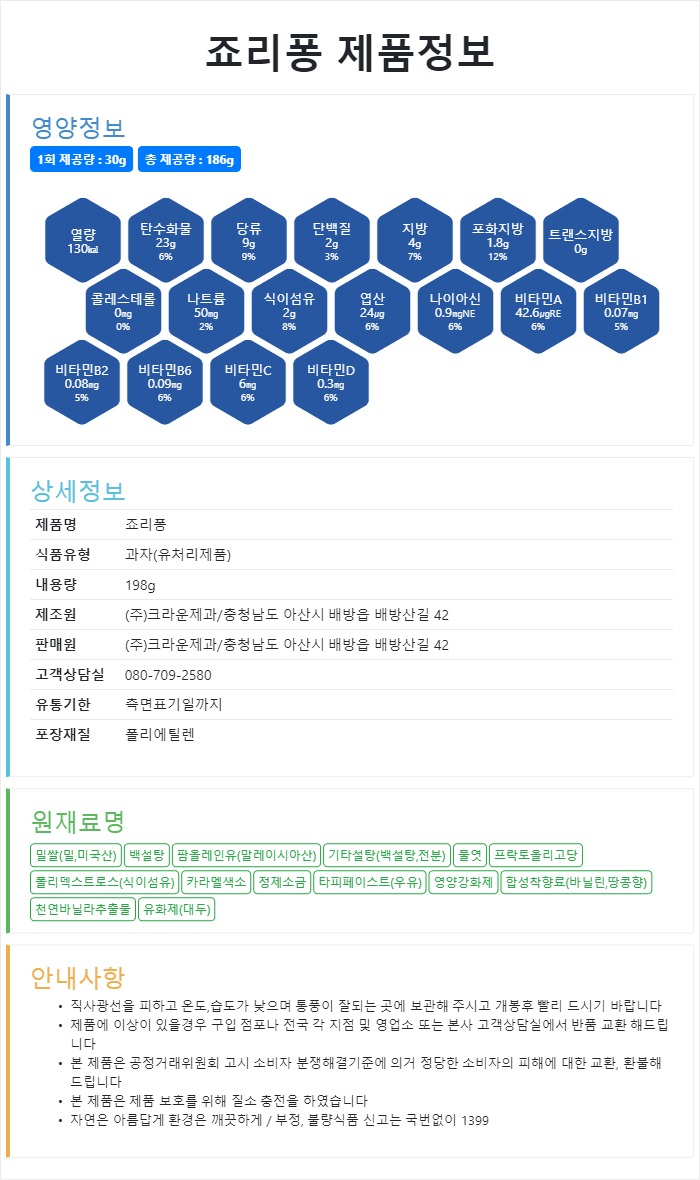 죠리퐁 제품정보
영양정보
1회 제공량 : 30g 총 제공량 : 186g
열량
130㎉
탄수화물
23g
6%
당류
9g
9%
단백질
2g
3%
지방
4g
7%
포화지방
1.8g
12%
트랜스지방
0g
콜레스테롤
0㎎
0%
나트륨
50㎎
2%
식이섬유
2g
8%
엽산
24㎍
6%
나이아신
0.9㎎NE
6%
비타민A
42.6㎍RE
6%
비타민B1
0.07㎎
5%
비타민B2
0.08㎎
5%
비타민B6
0.09㎎
6%
비타민C
6㎎
6%
비타민D
0.3㎎
6%
상세정보
제품명 죠리퐁
식품유형 과자(유처리제품)
내용량 198g
제조원 (주)크라운제과/충청남도 아산시 배방읍 배방산길 42
판매원 (주)크라운제과/충청남도 아산시 배방읍 배방산길 42
고객상담실 080-709-2580
유통기한 측면표기일까지
포장재질 폴리에틸렌
원재료명
밀쌀(밀,미국산) 백설탕 팜올레인유(말레이시아산) 기타설탕(백설탕,전분) 물엿 프락토올리고당
폴리덱스트로스(식이섬유) 카라멜색소 정제소금 타피페이스트(우유) 영양강화제 합성착향료(바닐린,땅콩향)
천연바닐라추출물 유화제(대두)
안내사항
• 직사광선을 피하고 온도,습도가 낮으며 통풍이 잘되는 곳에 보관해 주시고 개봉후 빨리 드시기 바랍니다
• 제품에 이상이 있을경우 구입 점포나 전국 각 지점 및 영업소 또는 본사 고객상담실에서 반품 교환 해드립
니다
• 본 제품은 공정거래위원회 고시 소비자 분쟁해결기준에 의거 정당한 소비자의 피해에 대한 교환, 환불해
드립니다
• 본 제품은 제품 보호를 위해 질소 충전을 하였습니다
• 자연은 아름답게 환경은 깨끗하게 / 부정, 불량식품 신고는 국번없이 1399